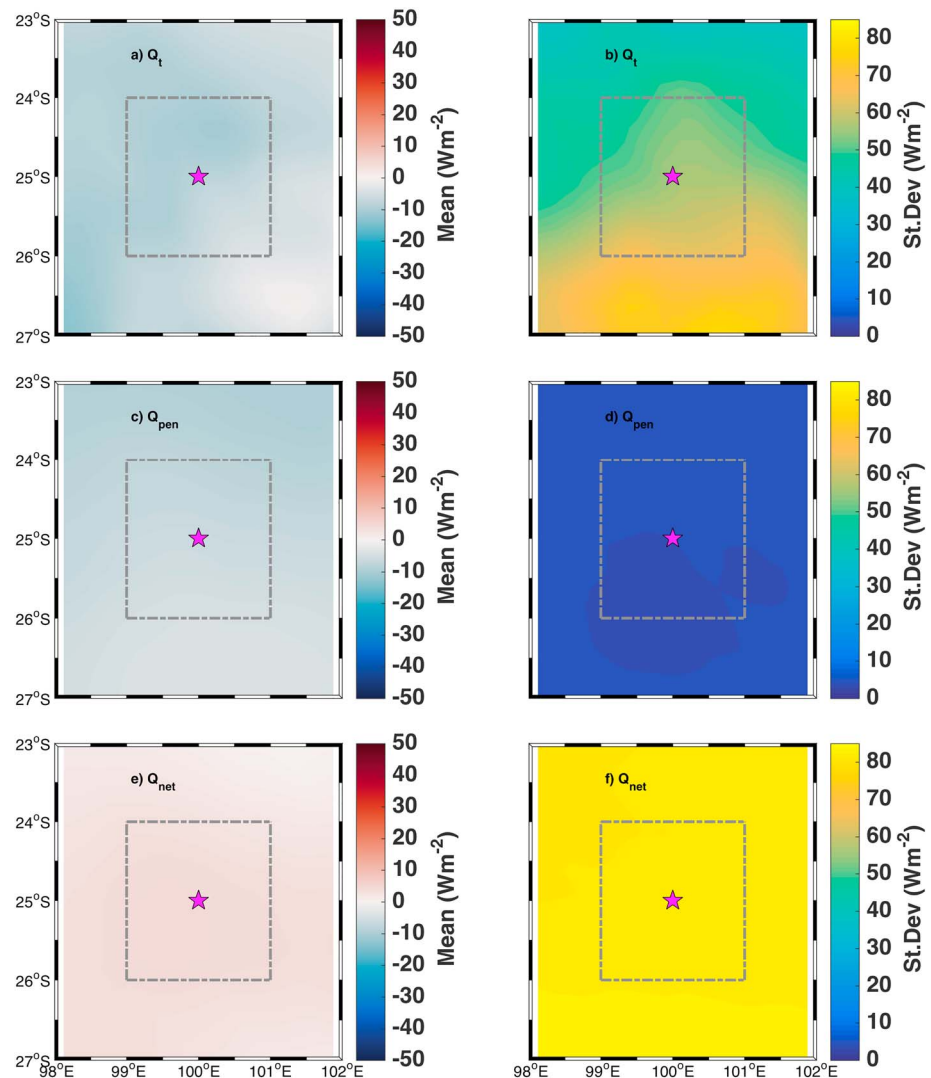 23°S
24°S
25°S
26°S
27°S
a) Qt
50
40
30
20
10
0
-10
-20
-30
-40
-50
Mean (Wm-2)
b) Qt
80
70
60
50
40
30
20
10
0
St.Dev (Wm-2)
23°S
24°S
25°S
26°S
27°S
c) Qpen
50
40
30
20
10
0
-10
-20
-30
-40
-50
Mean (Wm-2)
d) Qpen
80
70
60
50
40
30
20
10
0
St.Dev (Wm-2)
23°S
24°S
25°S
26°S
27°S
e) Qnet
98°E 99°E 100°E 101°E 102°E
50
40
30
20
10
0
-10
-20
-30
-40
-50
Mean (Wm-2)
f) Qnet
98°E 99°E 100°E 101°E 102°E
80
70
60
50
40
30
20
10
0
St.Dev (Wm-2)